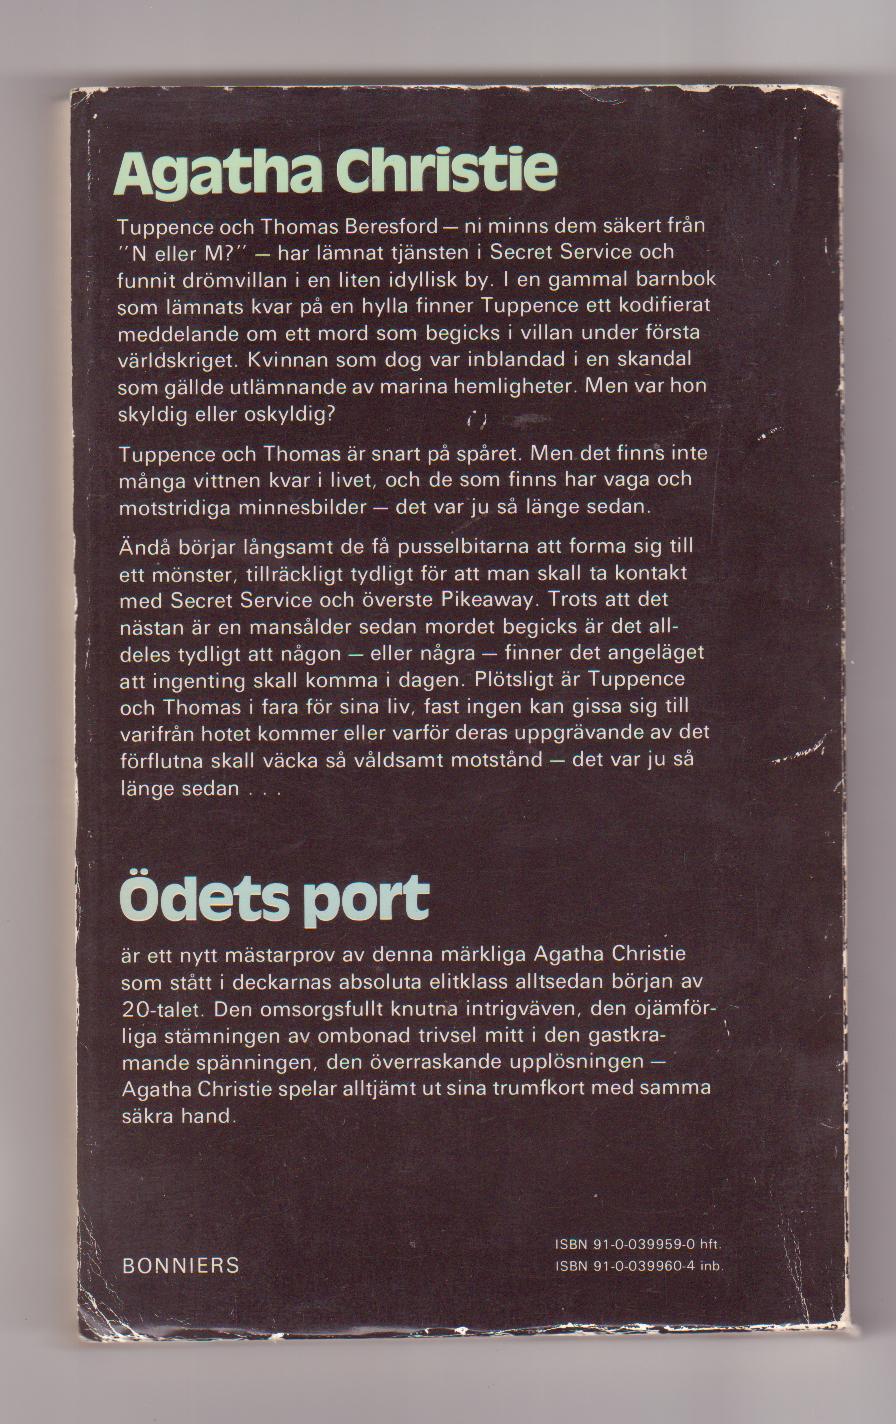 Agatha Christie
Tuppence och Thomas Beresford — ni minns dem säkert från
"N eller M?" — har lämnat tjänsten i Secret Service och
funnit drömvillan i en liten idyllisk by. I en gammal barnbok
som lämnats kvar på en hylla finner Tuppence ett kodifierat
meddelande om ett mord som begicks i villan under första
världskriget. Kvinnan som dog var inblandad i en skandal
som gällde utlämnande av marina hemligheter. Men var hon
skyldig eller oskyldig?
Tuppence och Thomas är snart på spåret. Men det finns inte
många vittnen kvar i livet, och de som finns har vaga och
motstridiga minnesbilder — det var ju så länge sedan.
Ändå börjar långsamt de få pusselbitarna att forma sig till
ett mönster, tillräckligt tydligt för att man skall ta kontakt
med Secret Service och överste Pikeaway. Trots att det
nästan är en mansålder sedan mordet begicks är det all-
deles tydligt att någon — eller några — finner det angeläget
att ingenting skall komma i dagen. Plötsligt är Tuppence
och Thomas i fara för sina liv, fast ingen kan gissa sig till
varifrån hotet kommer eller varför deras uppgrävande av det
förflutna skall väcka så våldsamt motstånd — det var ju så
länge sedan . . .
Ödets port
är ett nytt mästarprov av denna märkliga Agatha Christie
som stått i deckarnas absoluta elitklass alltsedan början av
20-talet. Den omsorgsfullt knutna intrigväven, den ojämför-
liga stämningen av ombonad trivsel mitt i den gastkra-
mande spänningen, den överraskande upplösningen —
Agatha Christie spelar alltjämt ut sina trumfkort med samma
säkra hand.
ISBN 91-0-039959-0 hft.
BONNIERS
ISBN 91-0-039960-4 inb.